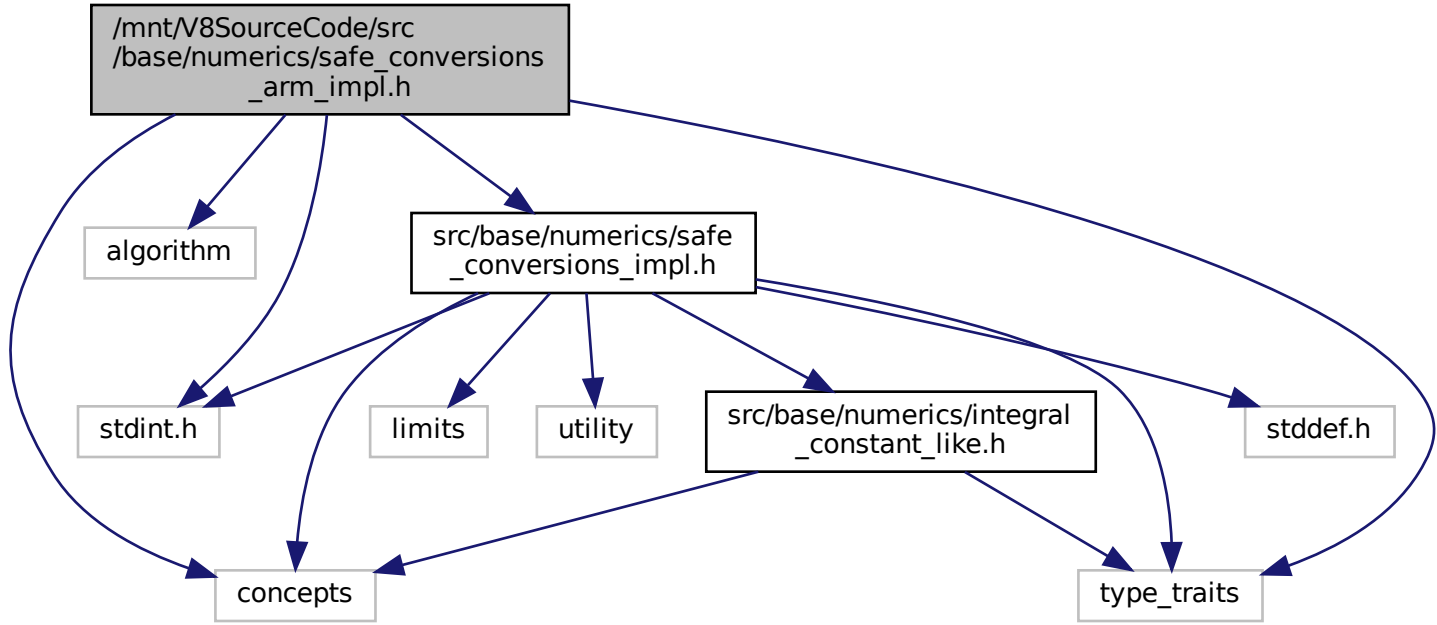 /mnt/V8SourceCode/src
/base/numerics/safe_conversions
_arm_impl.h
algorithm
src/base/numerics/safe
_conversions_impl.h
stdint.h
limits
utility
src/base/numerics/integral
_constant_like.h
stddef.h
concepts
type_traits